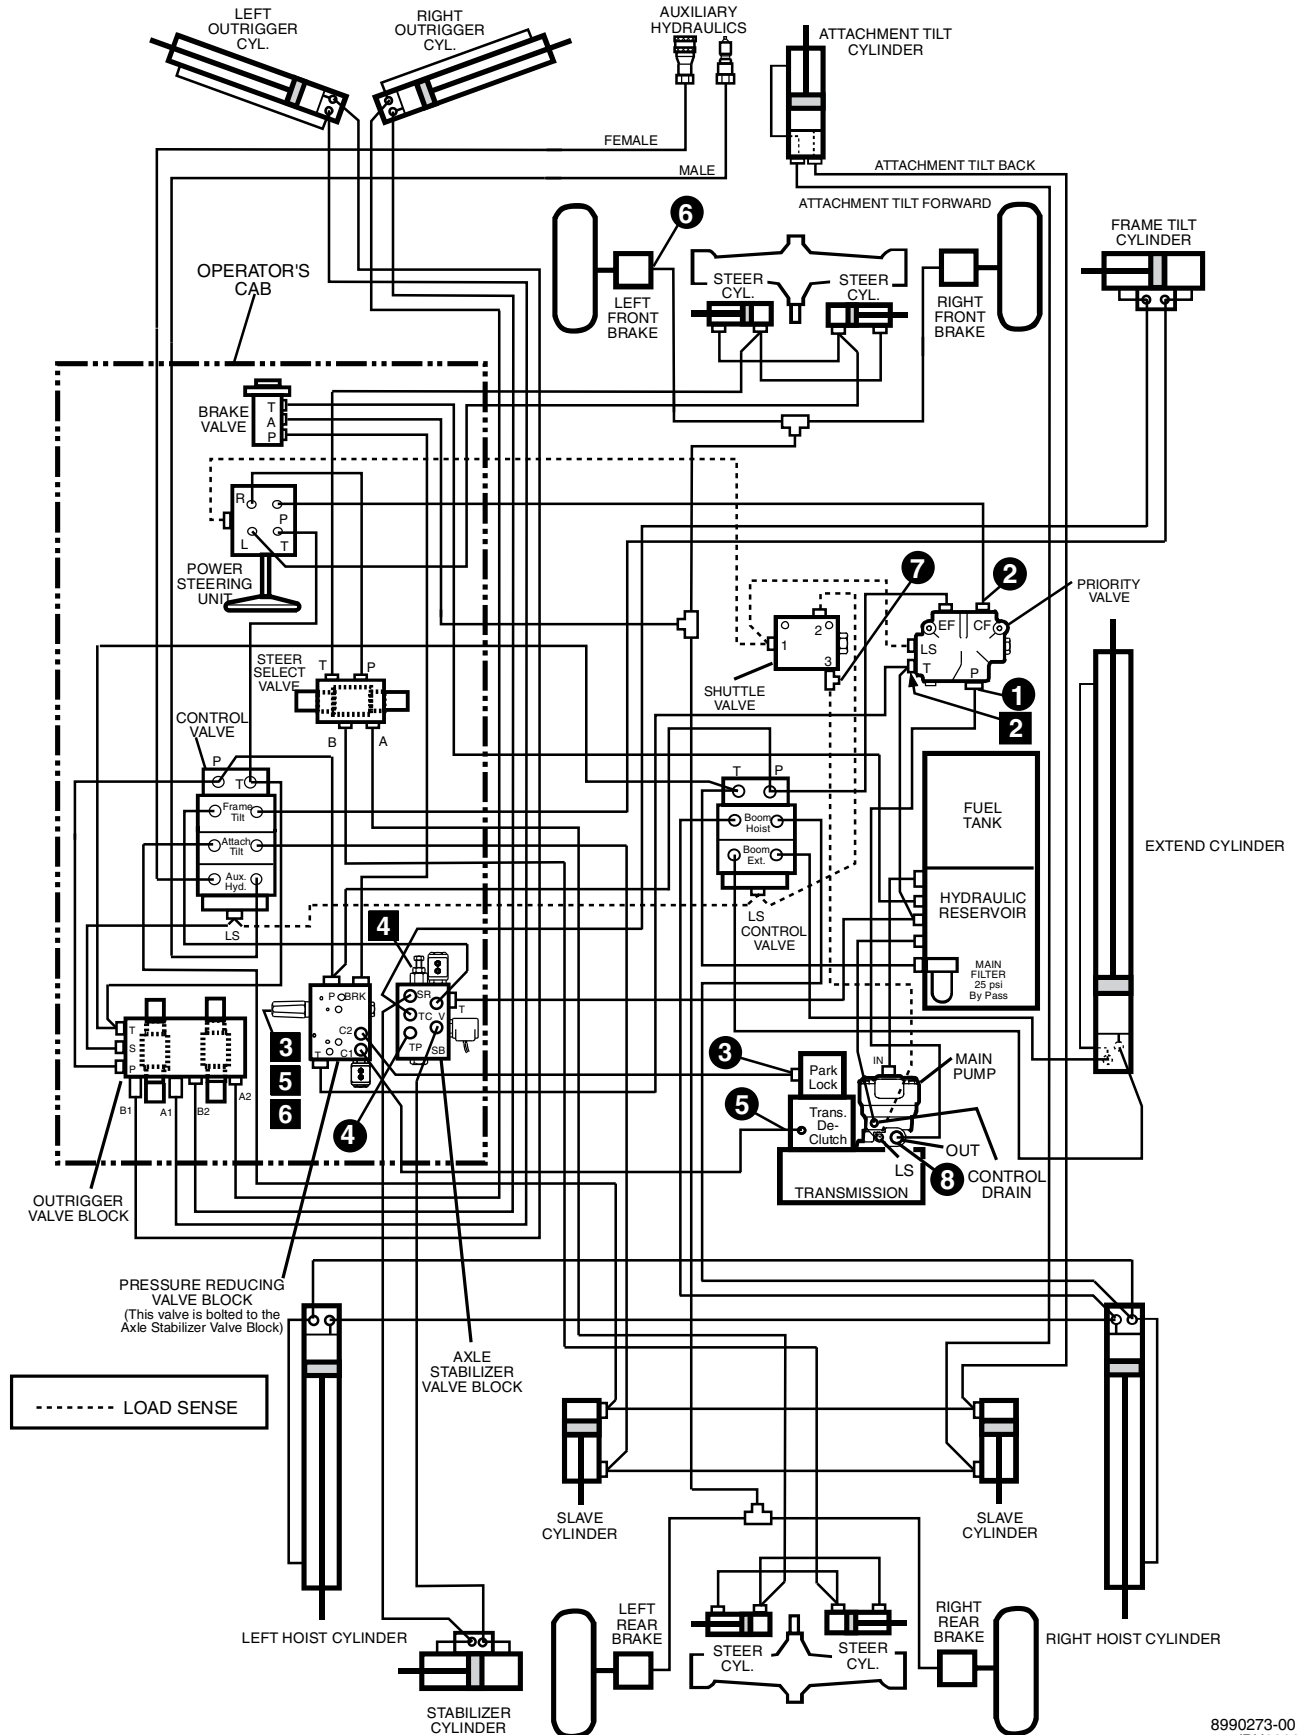 LEFT
OUTRIGGER
CYL.
RIGHT
OUTRIGGER
CYL.
AUXILIARY
HYDRAULICS
ATTACHMENT TILT
CYLINDER
FEMALE
MALE
ATTACHMENT TILT BACK
ATTACHMENT TILT FORWARD
6
FRAME TILT
CYLINDER
OPERATOR'S
CAB
STEER
CYL.
STEER
CYL.
LEFT
FRONT
BRAKE
RIGHT
FRONT
BRAKE
BRAKE
VALVE
T
A
P
R
P
L
T
POWER
STEERING
UNIT
7
2
PRIORITY
VALVE
EF
CF
LS
T
P
1
2
3
SHUTTLE
VALVE
1
2
STEER
SELECT
VALVE
T
P
B
A
CONTROL
VALVE
P
T
Frame
Tilt
Attach
Tilt
Aux.
Hyd.
LS
T
P
Boom
Hoist
Boom
Ext.
LS
CONTROL
VALVE
FUEL
TANK
HYDRAULIC
RESERVOIR
MAIN
FILTER
25 psi
By Pass
EXTEND CYLINDER
4
P
BRK
C2
C1
T
SR
TC
V
TP
SB
T
T
S
P
B1
A1
B2
A2
3
5
6
4
3
5
Park
Lock
Trans.
De-
Clutch
IN
MAIN
PUMP
OUT
LS
8
CONTROL
DRAIN
TRANSMISSION
OUTRIGGER
VALVE BLOCK
PRESSURE REDUCING
VALVE BLOCK
(This valve is bolted to the
Axle Stabilizer Valve Block)
AXLE
STABILIZER
VALVE BLOCK
LOAD SENSE
SLAVE
CYLINDER
SLAVE
CYLINDER
LEFT HOIST CYLINDER
RIGHT HOIST CYLINDER
LEFT
REAR
BRAKE
RIGHT
REAR
BRAKE
STEER
CYL.
STEER
CYL.
STABILIZER
CYLINDER
8990273-00